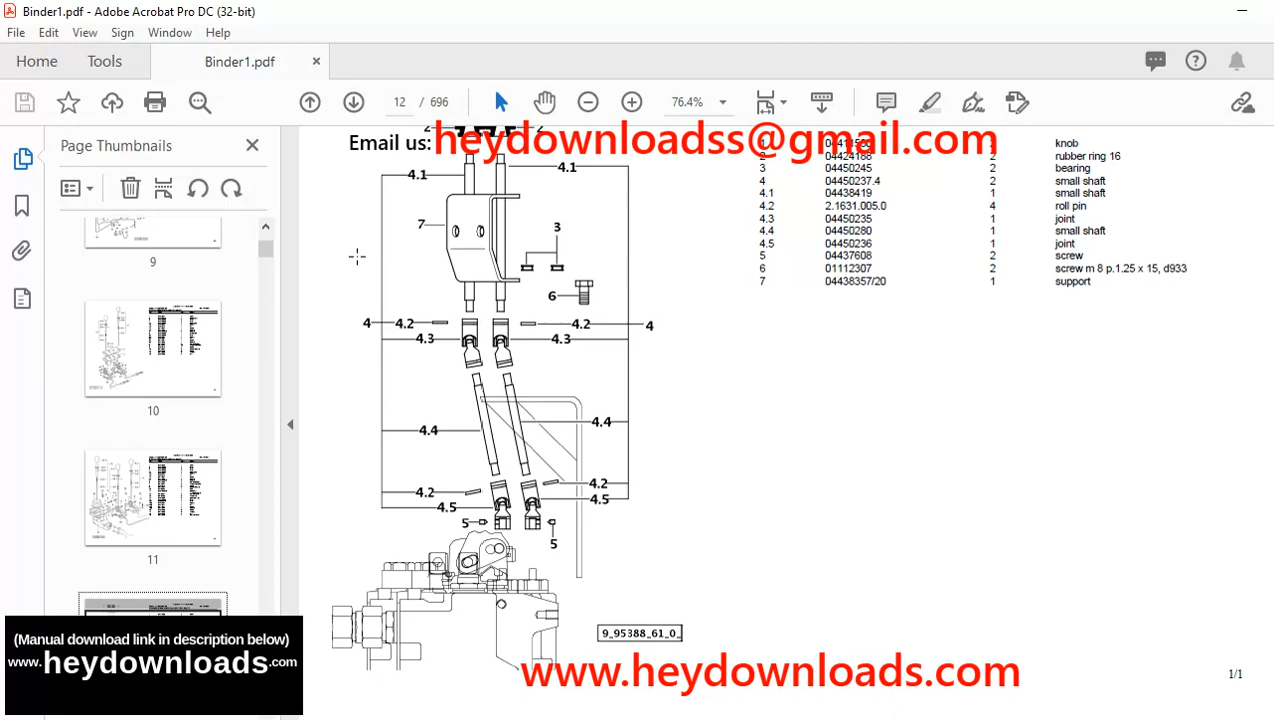 Binder1.pdf - Adobe Acrobat Pro DC (32-bit)
File Edit View Sign Window Help
Home Tools Binder1.pdf ×
12 / 696 76.4%
Page Thumbnails
9
10
11
Email us: heydownloadss@gmail.com
2 2
4.1 4.1
7 3
6
4 4.2 4.2 4
4.3 4.3
4.4 4.4
4.2 4.2
4.5 4.5
5 5
9_95388_61_0_
1 knob
2 04424188 2 rubber ring 16
3 04450245 2 bearing
4 04450237.4 2 small shaft
4.1 04438419 1 small shaft
4.2 2.1631.005.0 4 roll pin
4.3 04450235 1 joint
4.4 04450280 1 small shaft
4.5 04450236 1 joint
5 04437608 2 screw
6 01112307 2 screw m 8 p.1.25 x 15, d933
7 04438357/20 1 support
(Manual download link in description below)
www.heydownloads.com
www.heydownloads.com
1/1